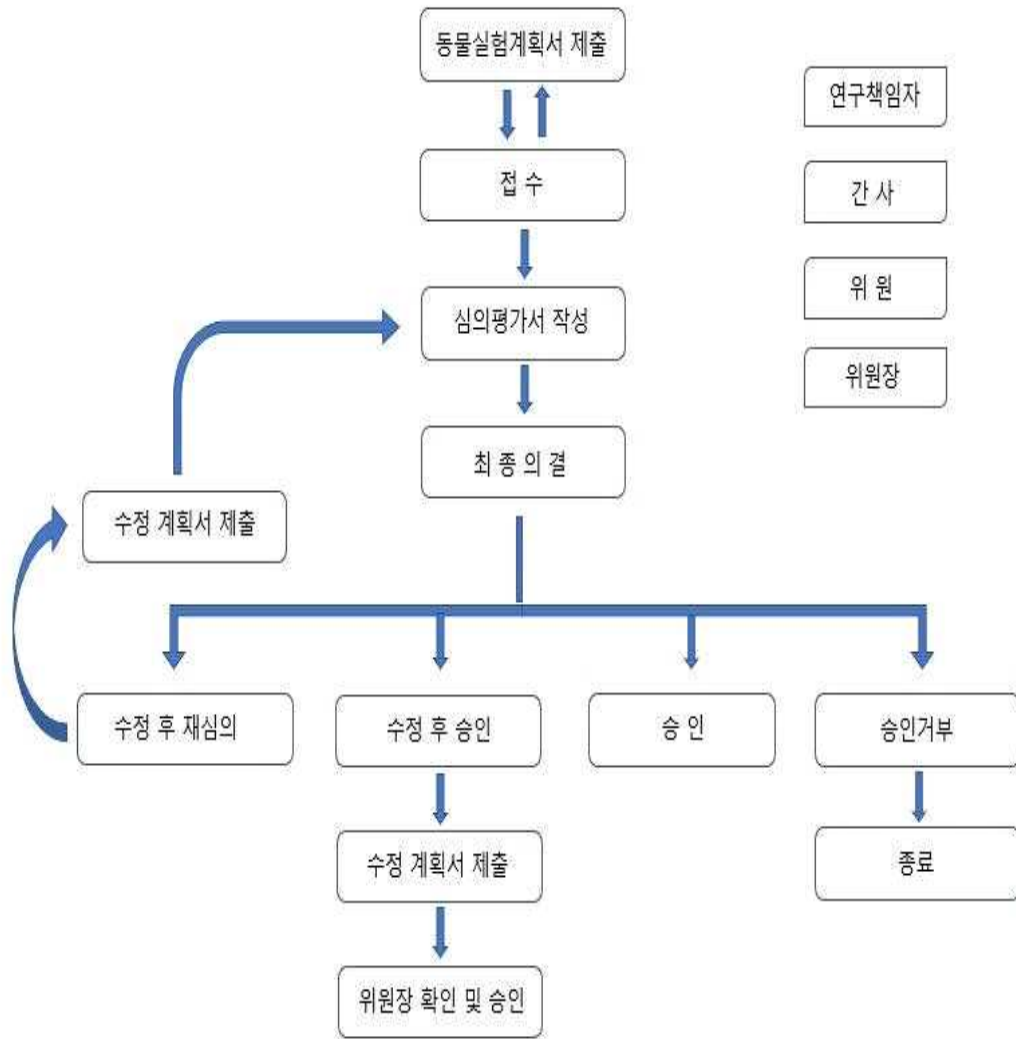 동물실험계획서 제출
연구책임자
접 수
간 사
위 원
심의평가서 작성
위원장
최 종 의 결
수정 계획서 제출
수정 후 재심의
수정 후 승인
승 인
승인거부
수정 계획서 제출
종료
위원장 확인 및 승인